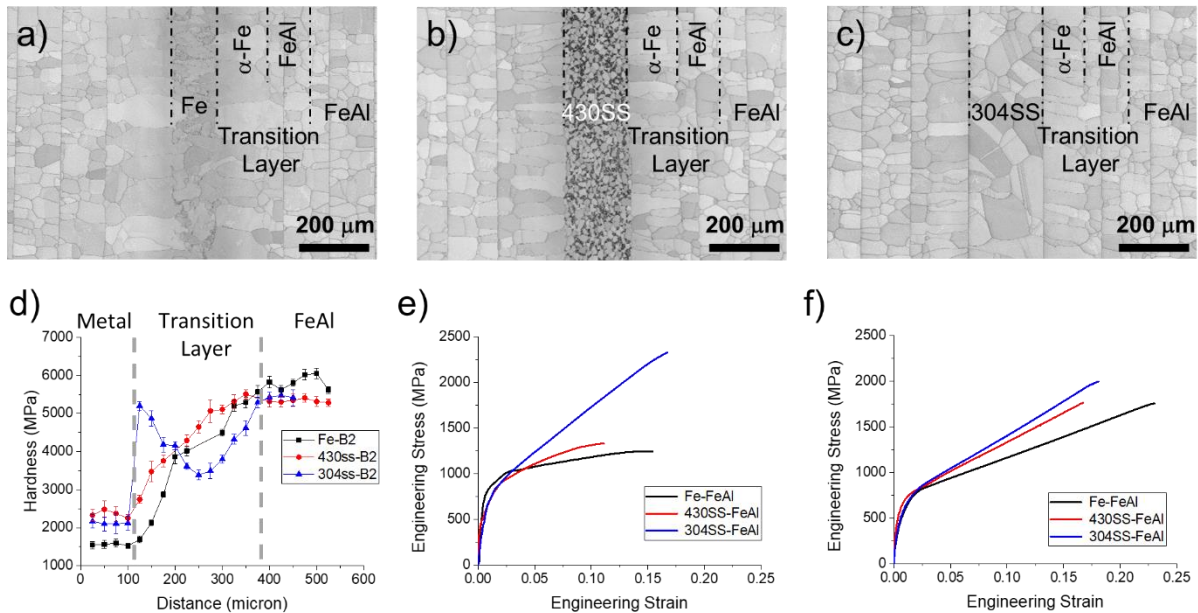 a)
Fe
α-Fe
FeAl
FeAl
Transition
Layer
200 μm
b)
430SS
α-Fe
FeAl
FeAl
Transition
Layer
200 μm
c)
304SS
α-Fe
FeAl
FeAl
Transition
Layer
200 μm
d)
Metal
Transition
Layer
FeAl
Hardness (MPa)
7000
6000
5000
4000
3000
2000
1000
Fe-B2
430ss-B2
304ss-B2
0 100 200 300 400 500 600
Distance (micron)
e)
Engineering Stress (MPa)
2500
2000
1500
1000
500
0
Fe-FeAl
430SS-FeAl
304SS-FeAl
0.00 0.05 0.10 0.15 0.20 0.25
Engineering Strain
f)
Engineering Stress (MPa)
2500
2000
1500
1000
500
0
Fe-FeAl
430SS-FeAl
304SS-FeAl
0.00 0.05 0.10 0.15 0.20 0.25
Engineering Strain